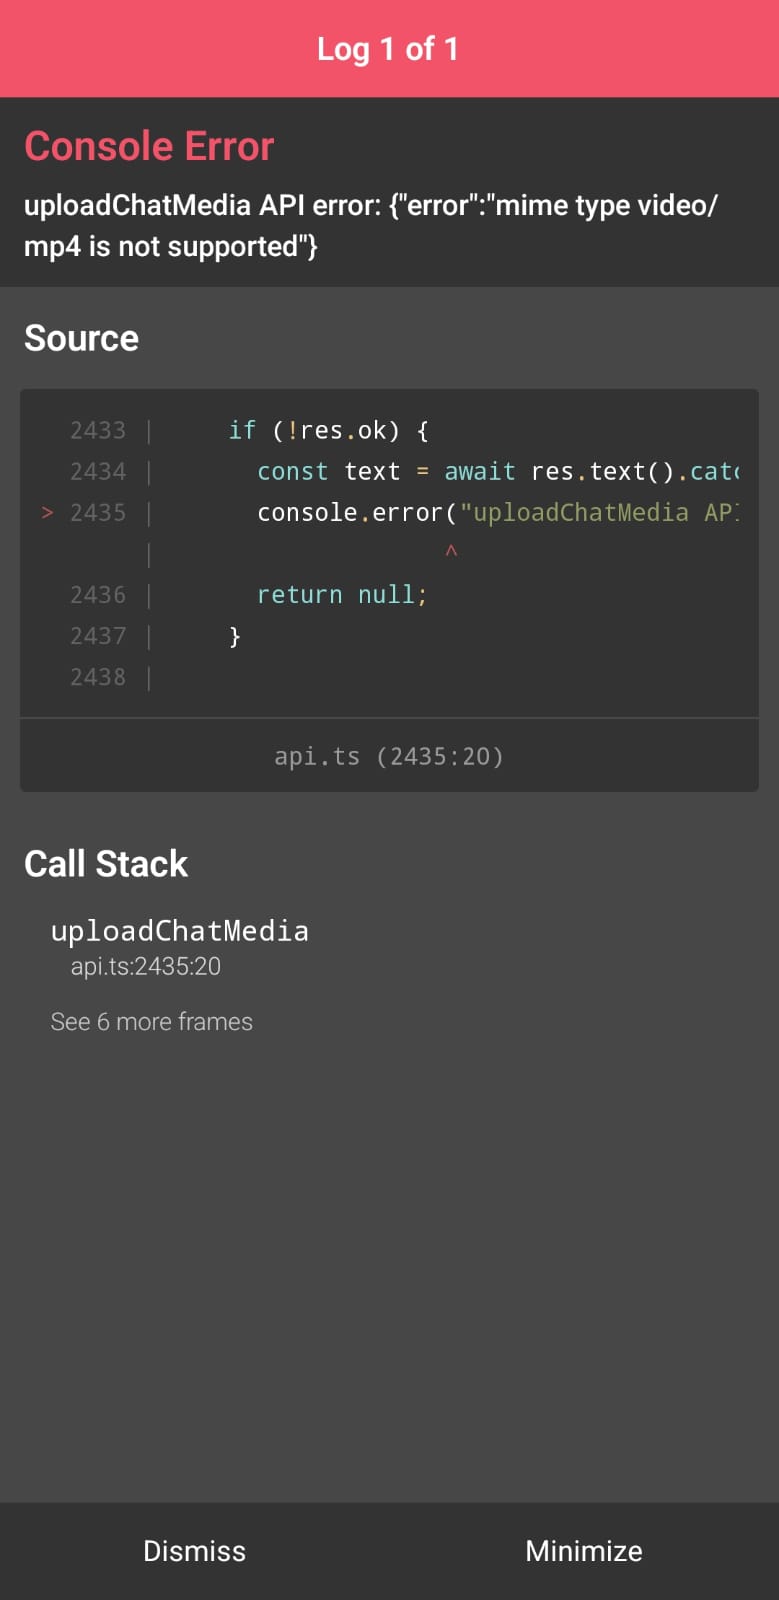 Log 1 of 1
Console Error
uploadChatMedia API error: {"error":"mime type video/
mp4 is not supported"}
Source
2433 |     if (!res.ok) {
2434 |       const text = await res.text().catc
> 2435 |       console.error("uploadChatMedia API
|                    ^
2436 |       return null;
2437 |     }
2438 |
api.ts (2435:20)
Call Stack
uploadChatMedia
api.ts:2435:20
See 6 more frames
Dismiss
Minimize